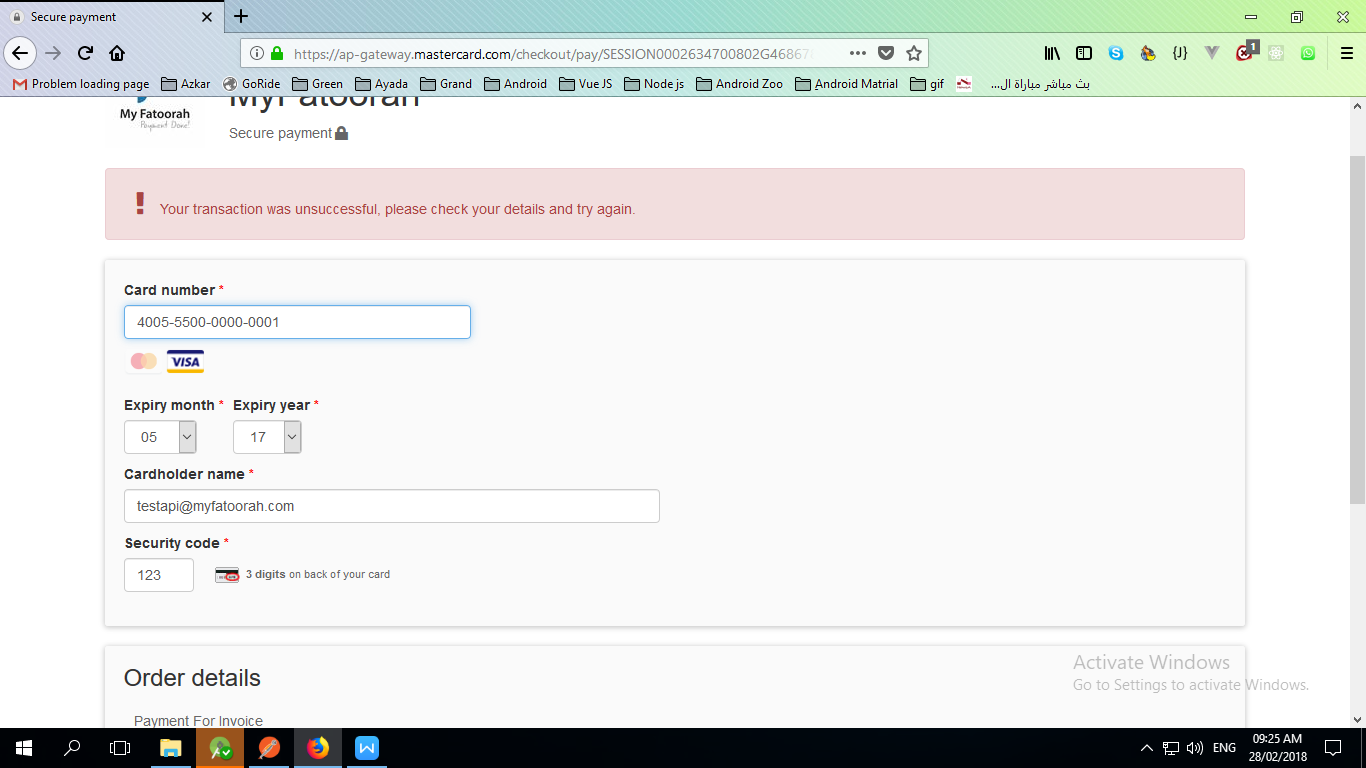 Secure payment
https://ap-gateway.mastercard.com/checkout/pay/SESSION0002634700802G46867
1
Problem loading page Azkar GoRide Green Ayada Grand Android Vue JS Node js Android Zoo Android Matrial gif بث مباشر مباراة ال...
MyFatoorah
My Fatoorah
Payment Done!
Secure payment
Your transaction was unsuccessful, please check your details and try again.
Card number *
4005-5500-0000-0001
VISA
Expiry month * Expiry year *
05 17
Cardholder name *
testapi@myfatoorah.com
Security code *
123 3 digits on back of your card
Order details
Payment For Invoice
Activate Windows
Go to Settings to activate Windows.
ENG
09:25 AM
28/02/2018